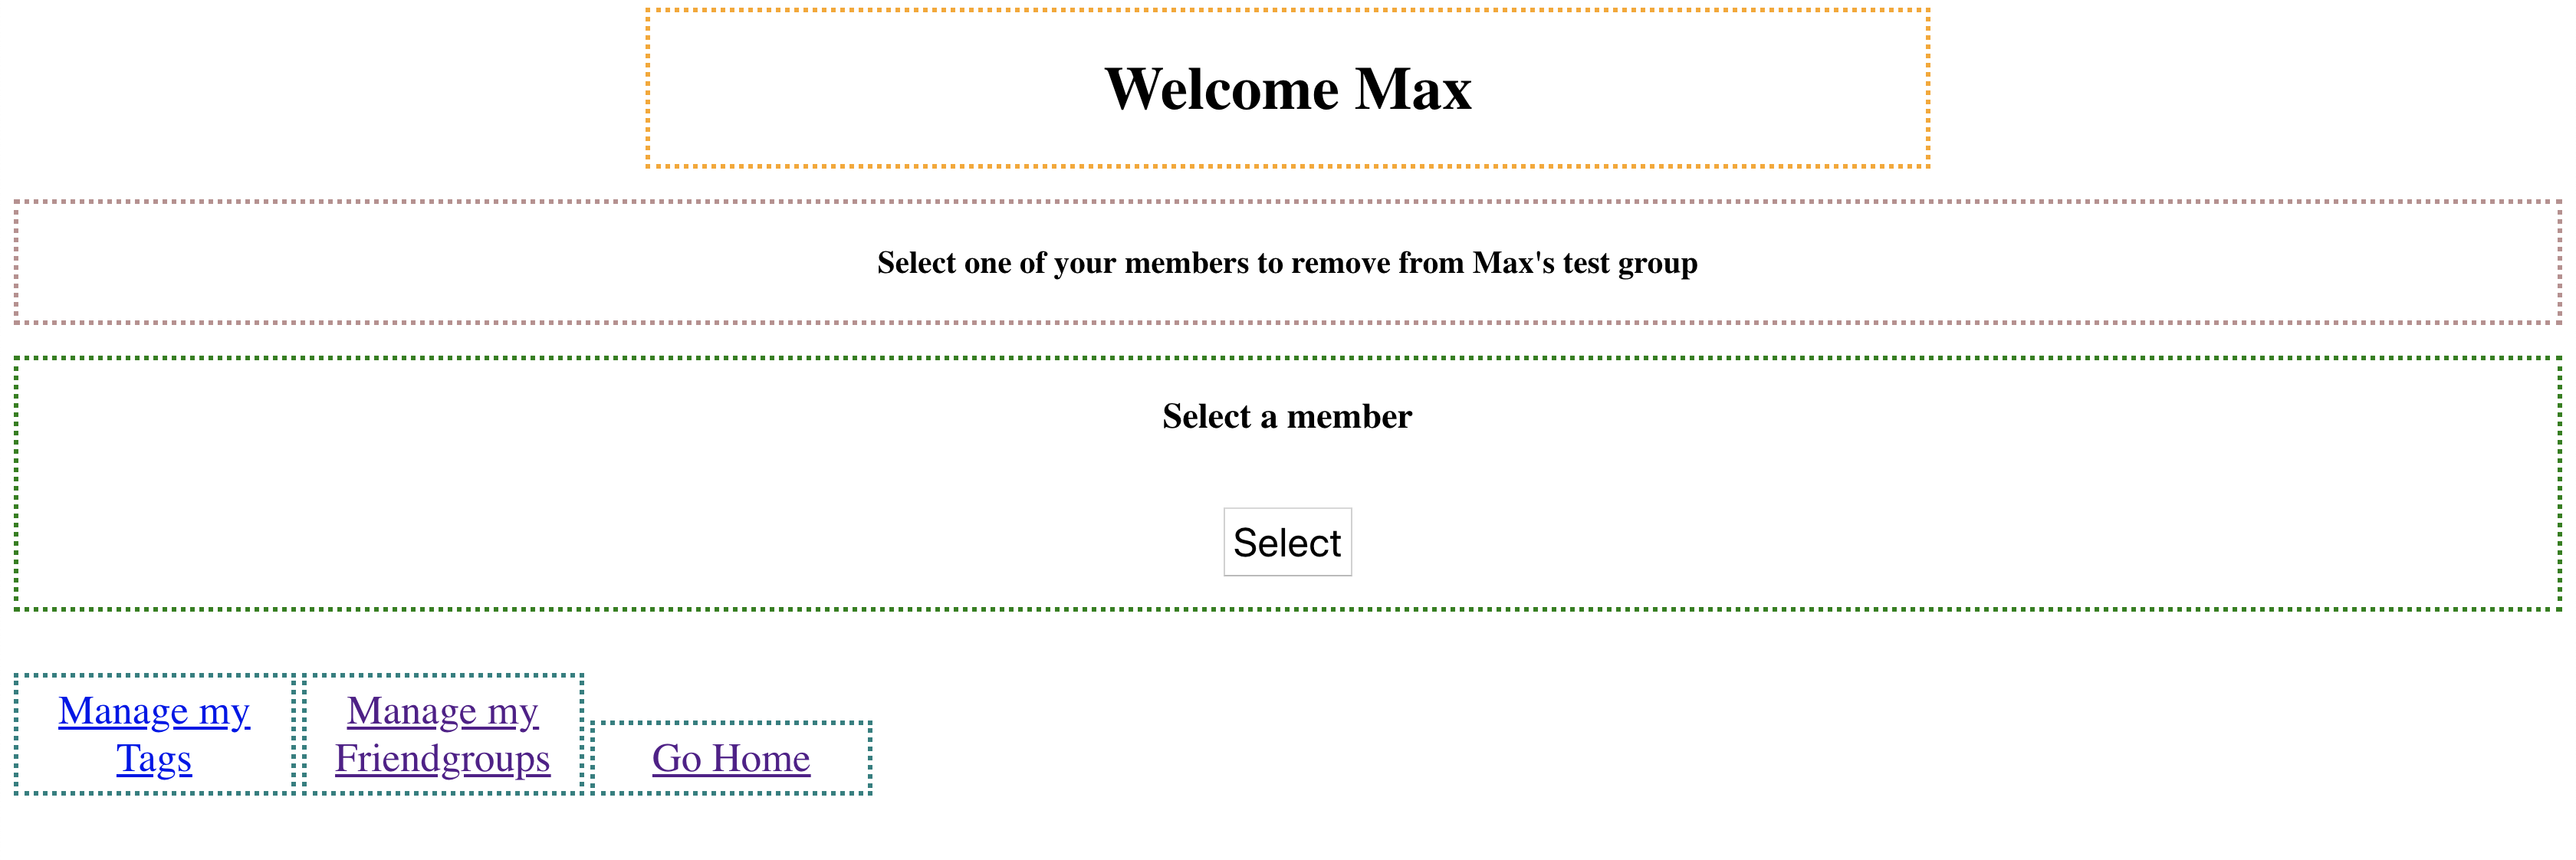 Welcome Max
Select one of your members to remove from Max's test group
Select a member
Select
Manage my
Tags
Manage my
Friendgroups
Go Home